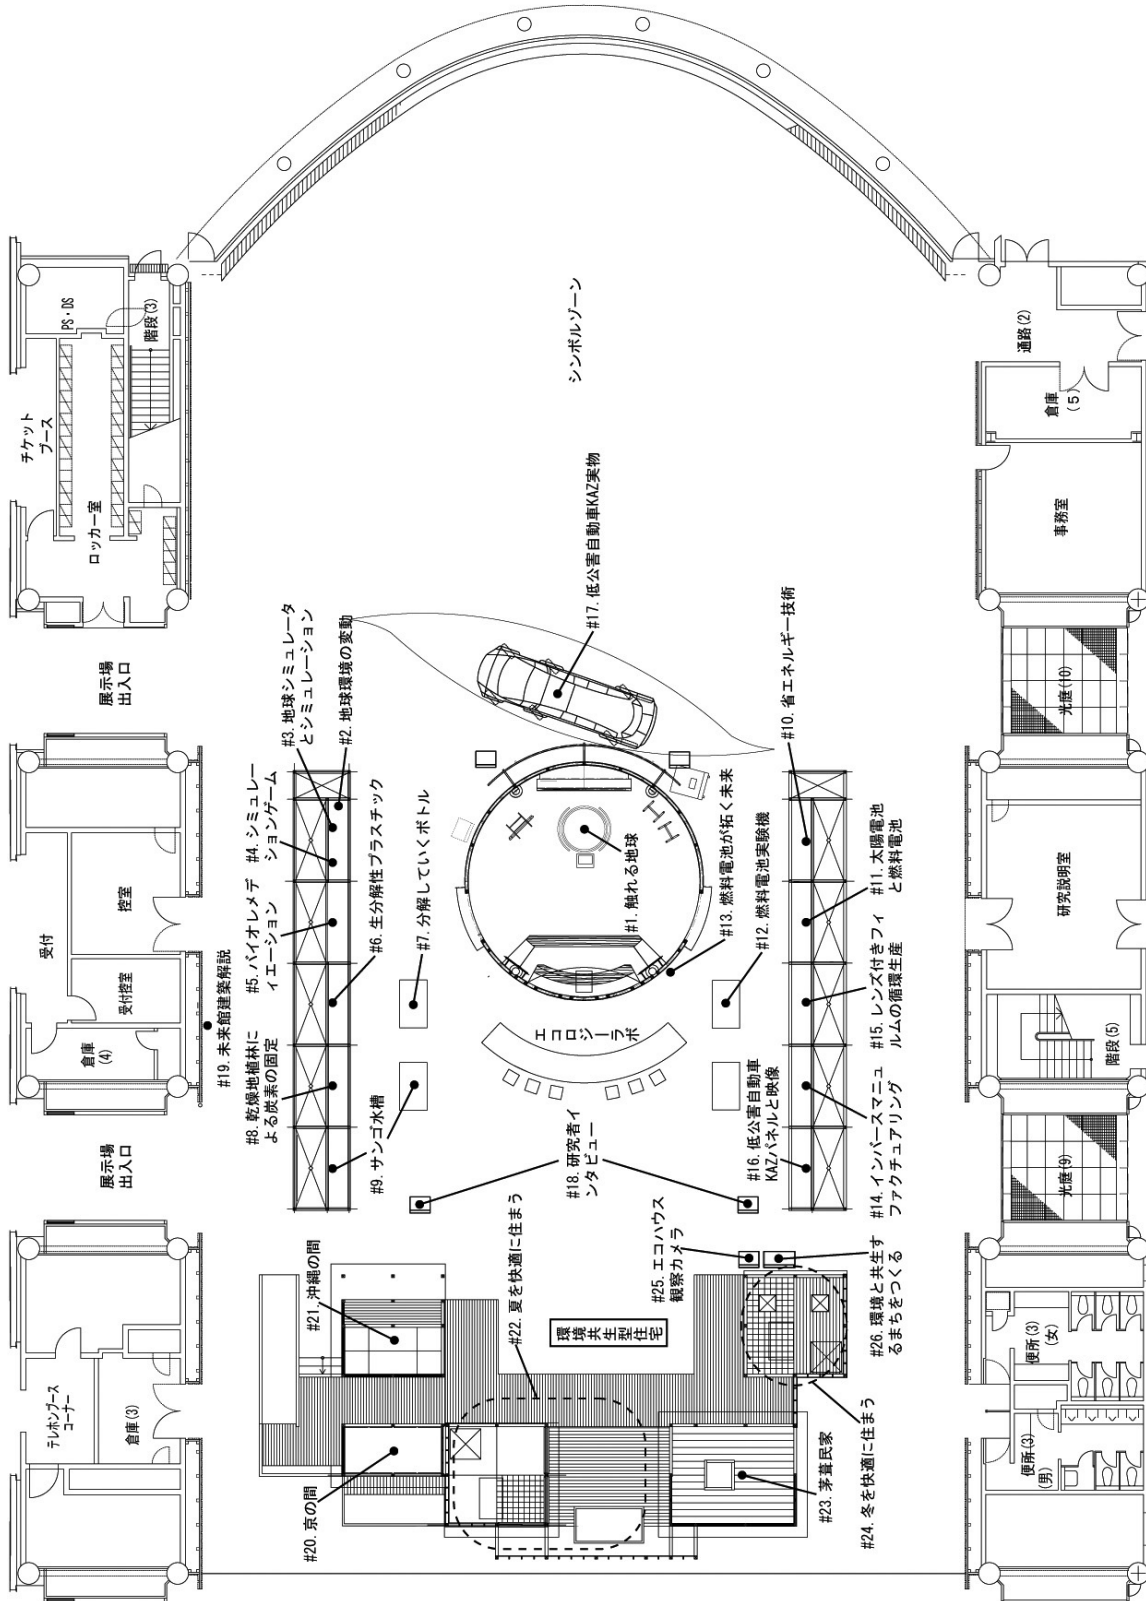 チケット
ブース
PS・DS
階段(3)
ロッカー室
シンボルゾーン
通路(2)
倉庫
(5)
事務室
展示場
出入口
#3. 地球シミュレータ
とシミュレーション
#2. 地球環境の変動
#17. 低公害自動車KAZ実物
#10. 省エネルギー技術
光庭(10)
受付
控室
受付控室
倉庫
(4)
#19. 未来館建築解説
#4. シミュレー
ションゲーム
#5. バイオレメデ
ィエーション
#6. 生分解性プラスチック
#7. 分解していくボトル
#8. 乾燥地植林に
よる炭素の固定
#9. サンゴ水槽
#1. 触れる地球
#13. 燃料電池が拓く未来
#12. 燃料電池実験機
エコロジーラボ
#11. 太陽電池
と燃料電池
#15. レンズ付きフィ
ルムの循環生産
#16. 低公害自動車
KAZパネルと映像
#14. インバースマニュ
ファクチュアリング
#18. 研究者イ
ンタビュー
研究説明室
階段(5)
光庭(9)
展示場
出入口
#21. 沖縄の間
#22. 夏を快適に住まう
#25. エコハウス
観察カメラ
#26. 環境と共生す
るまちをつくる
環境共生型住宅
テレホンブース
コーナー
倉庫(3)
#20. 京の間
#23. 茅葺民家
#24. 冬を快適に住まう
便所(3)
(女)
便所(3)
(男)